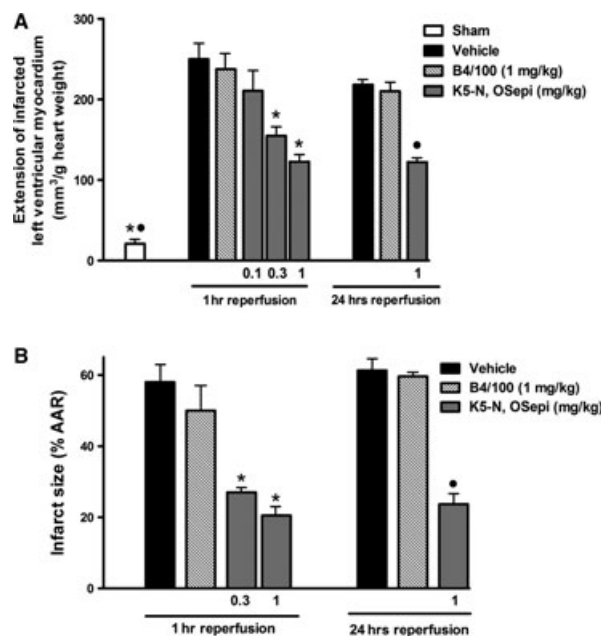 A
Extension of infarcted
left ventricular myocardium
(mm³/g heart weight)
300
200
100
0
Sham
Vehicle
B4/100 (1 mg/kg)
K5-N, OSepi (mg/kg)
*●
*
*
●
0.1 0.3 1
1
1hr reperfusion
24 hrs reperfusion
B
Infarct size (% AAR)
60
40
20
0
Vehicle
B4/100 (1 mg/kg)
K5-N, OSepi (mg/kg)
*
*
●
0.3 1
1
1 hr reperfusion
24 hrs reperfusion